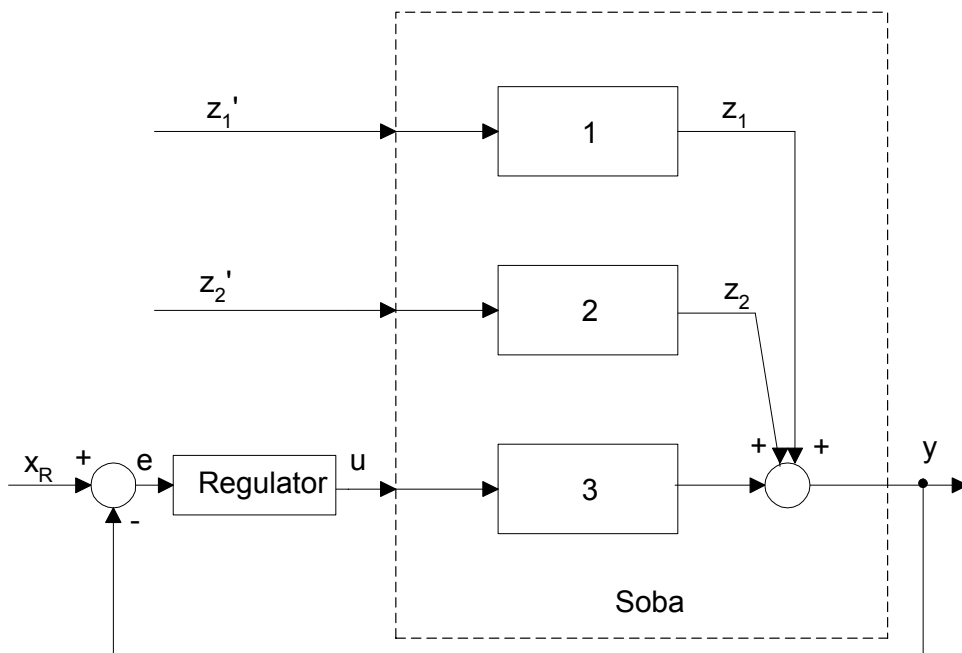 z1'
1
z1
z2'
2
z2
+
+
xR
+
e
Regulator
u
3
y
-
Soba